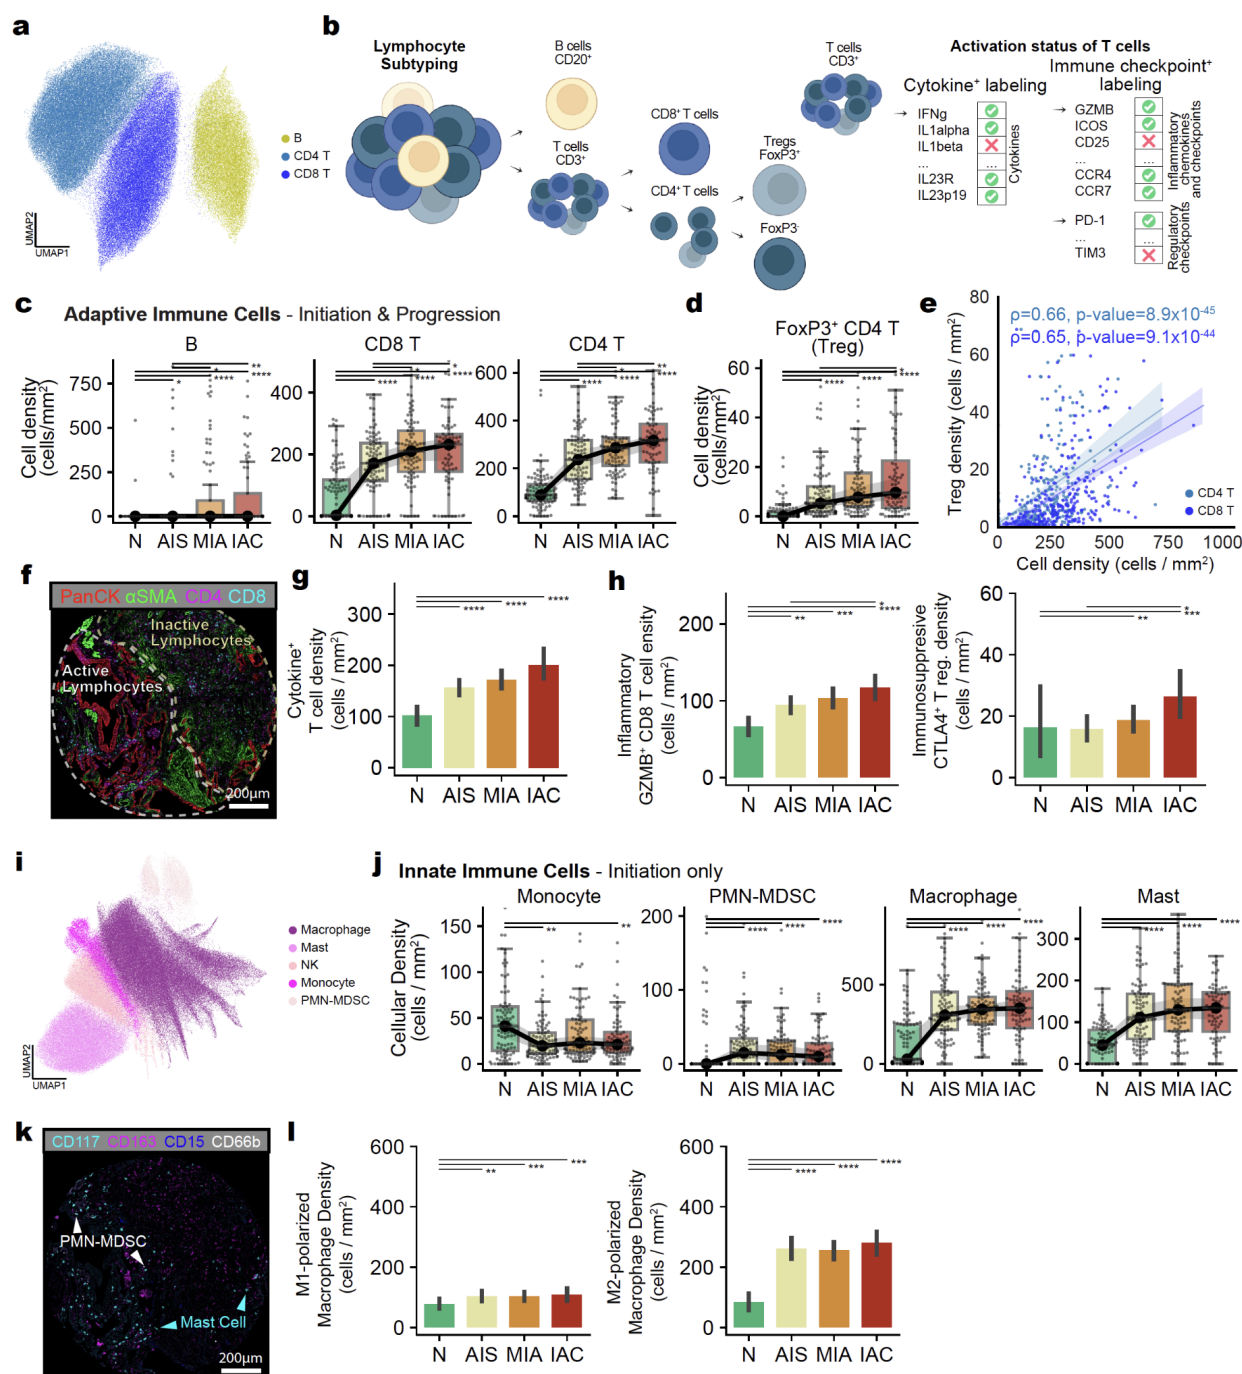 a
B
CD4 T
CD8 T
UMAP2
UMAP1
b
Lymphocyte
Subtyping
B cells
CD20⁺
T cells
CD3⁺
CD8⁺ T cells
CD4⁺ T cells
Tregs
FoxP3⁺
FoxP3⁻
T cells
CD3⁺
Activation status of T cells
Cytokine⁺ labeling
IFNg
IL1alpha
IL1beta
...
...
IL23R
IL23p19
Cytokines
Immune checkpoint⁺
labeling
GZMB
ICOS
CD25
...
...
CCR4
CCR7
Inflammatory
chemokines
and checkpoints
PD-1
...
...
TIM3
Regulatory
checkpoints
c
Adaptive Immune Cells - Initiation & Progression
B
Cell density
(cells/mm²)
750
500
250
0
N AIS MIA IAC
*
*
****
**
****
CD8 T
400
200
0
N AIS MIA IAC
****
*
****
*
****
CD4 T
600
400
200
0
N AIS MIA IAC
****
*
****
**
****
d
FoxP3⁺ CD4 T
(Treg)
Cell density
(cells/mm²)
60
40
20
0
N AIS MIA IAC
****
****
*
****
e
ρ=0.66, p-value=8.9x10⁻⁴⁵
ρ=0.65, p-value=9.1x10⁻⁴⁴
Treg density (cells / mm²)
80
60
40
20
0
0 250 500 750 1000
Cell density (cells / mm²)
CD4 T
CD8 T
f
PanCK αSMA CD4 CD8
Inactive
Lymphocytes
Active
Lymphocytes
200μm
g
Cytokine⁺
T cell density
(cells / mm²)
300
200
100
0
N AIS MIA IAC
****
****
****
h
Inflammatory
GZMB⁺ CD8 T cell ensity
(cells / mm²)
200
100
0
N AIS MIA IAC
**
***
*
****
Immunosuppresive
CTLA4⁺ T reg. density
(cells / mm²)
60
40
20
0
N AIS MIA IAC
**
*
***
i
Macrophage
Mast
NK
Monocyte
PMN-MDSC
UMAP2
UMAP1
j
Innate Immune Cells - Initiation only
Monocyte
Cellular Density
(cells / mm²)
150
100
50
0
N AIS MIA IAC
**
**
PMN-MDSC
200
100
0
N AIS MIA IAC
****
****
****
Macrophage
500
0
N AIS MIA IAC
****
****
****
Mast
300
200
100
0
N AIS MIA IAC
****
****
****
k
CD117 CD163 CD15 CD66b
PMN-MDSC
Mast Cell
200μm
l
M1-polarized
Macrophage Density
(cells / mm²)
600
400
200
0
N AIS MIA IAC
**
***
***
M2-polarized
Macrophage Density
(cells / mm²)
600
400
200
0
N AIS MIA IAC
****
****
****